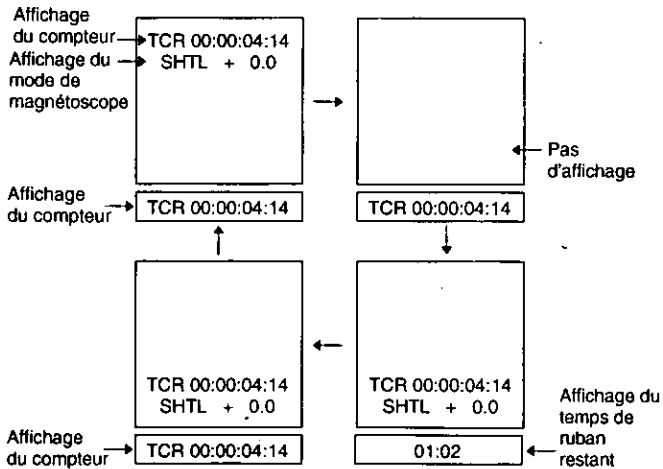 Affichage
du compteur
Affichage du
mode de
magnétoscope
TCR 00:00:04:14
SHTL + 0.0
Pas
d'affichage
Affichage
du compteur
TCR 00:00:04:14
TCR 00:00:04:14
TCR 00:00:04:14
SHTL + 0.0
TCR 00:00:04:14
SHTL + 0.0
Affichage
du compteur
TCR 00:00:04:14
01:02
Affichage du
temps de
ruban
restant